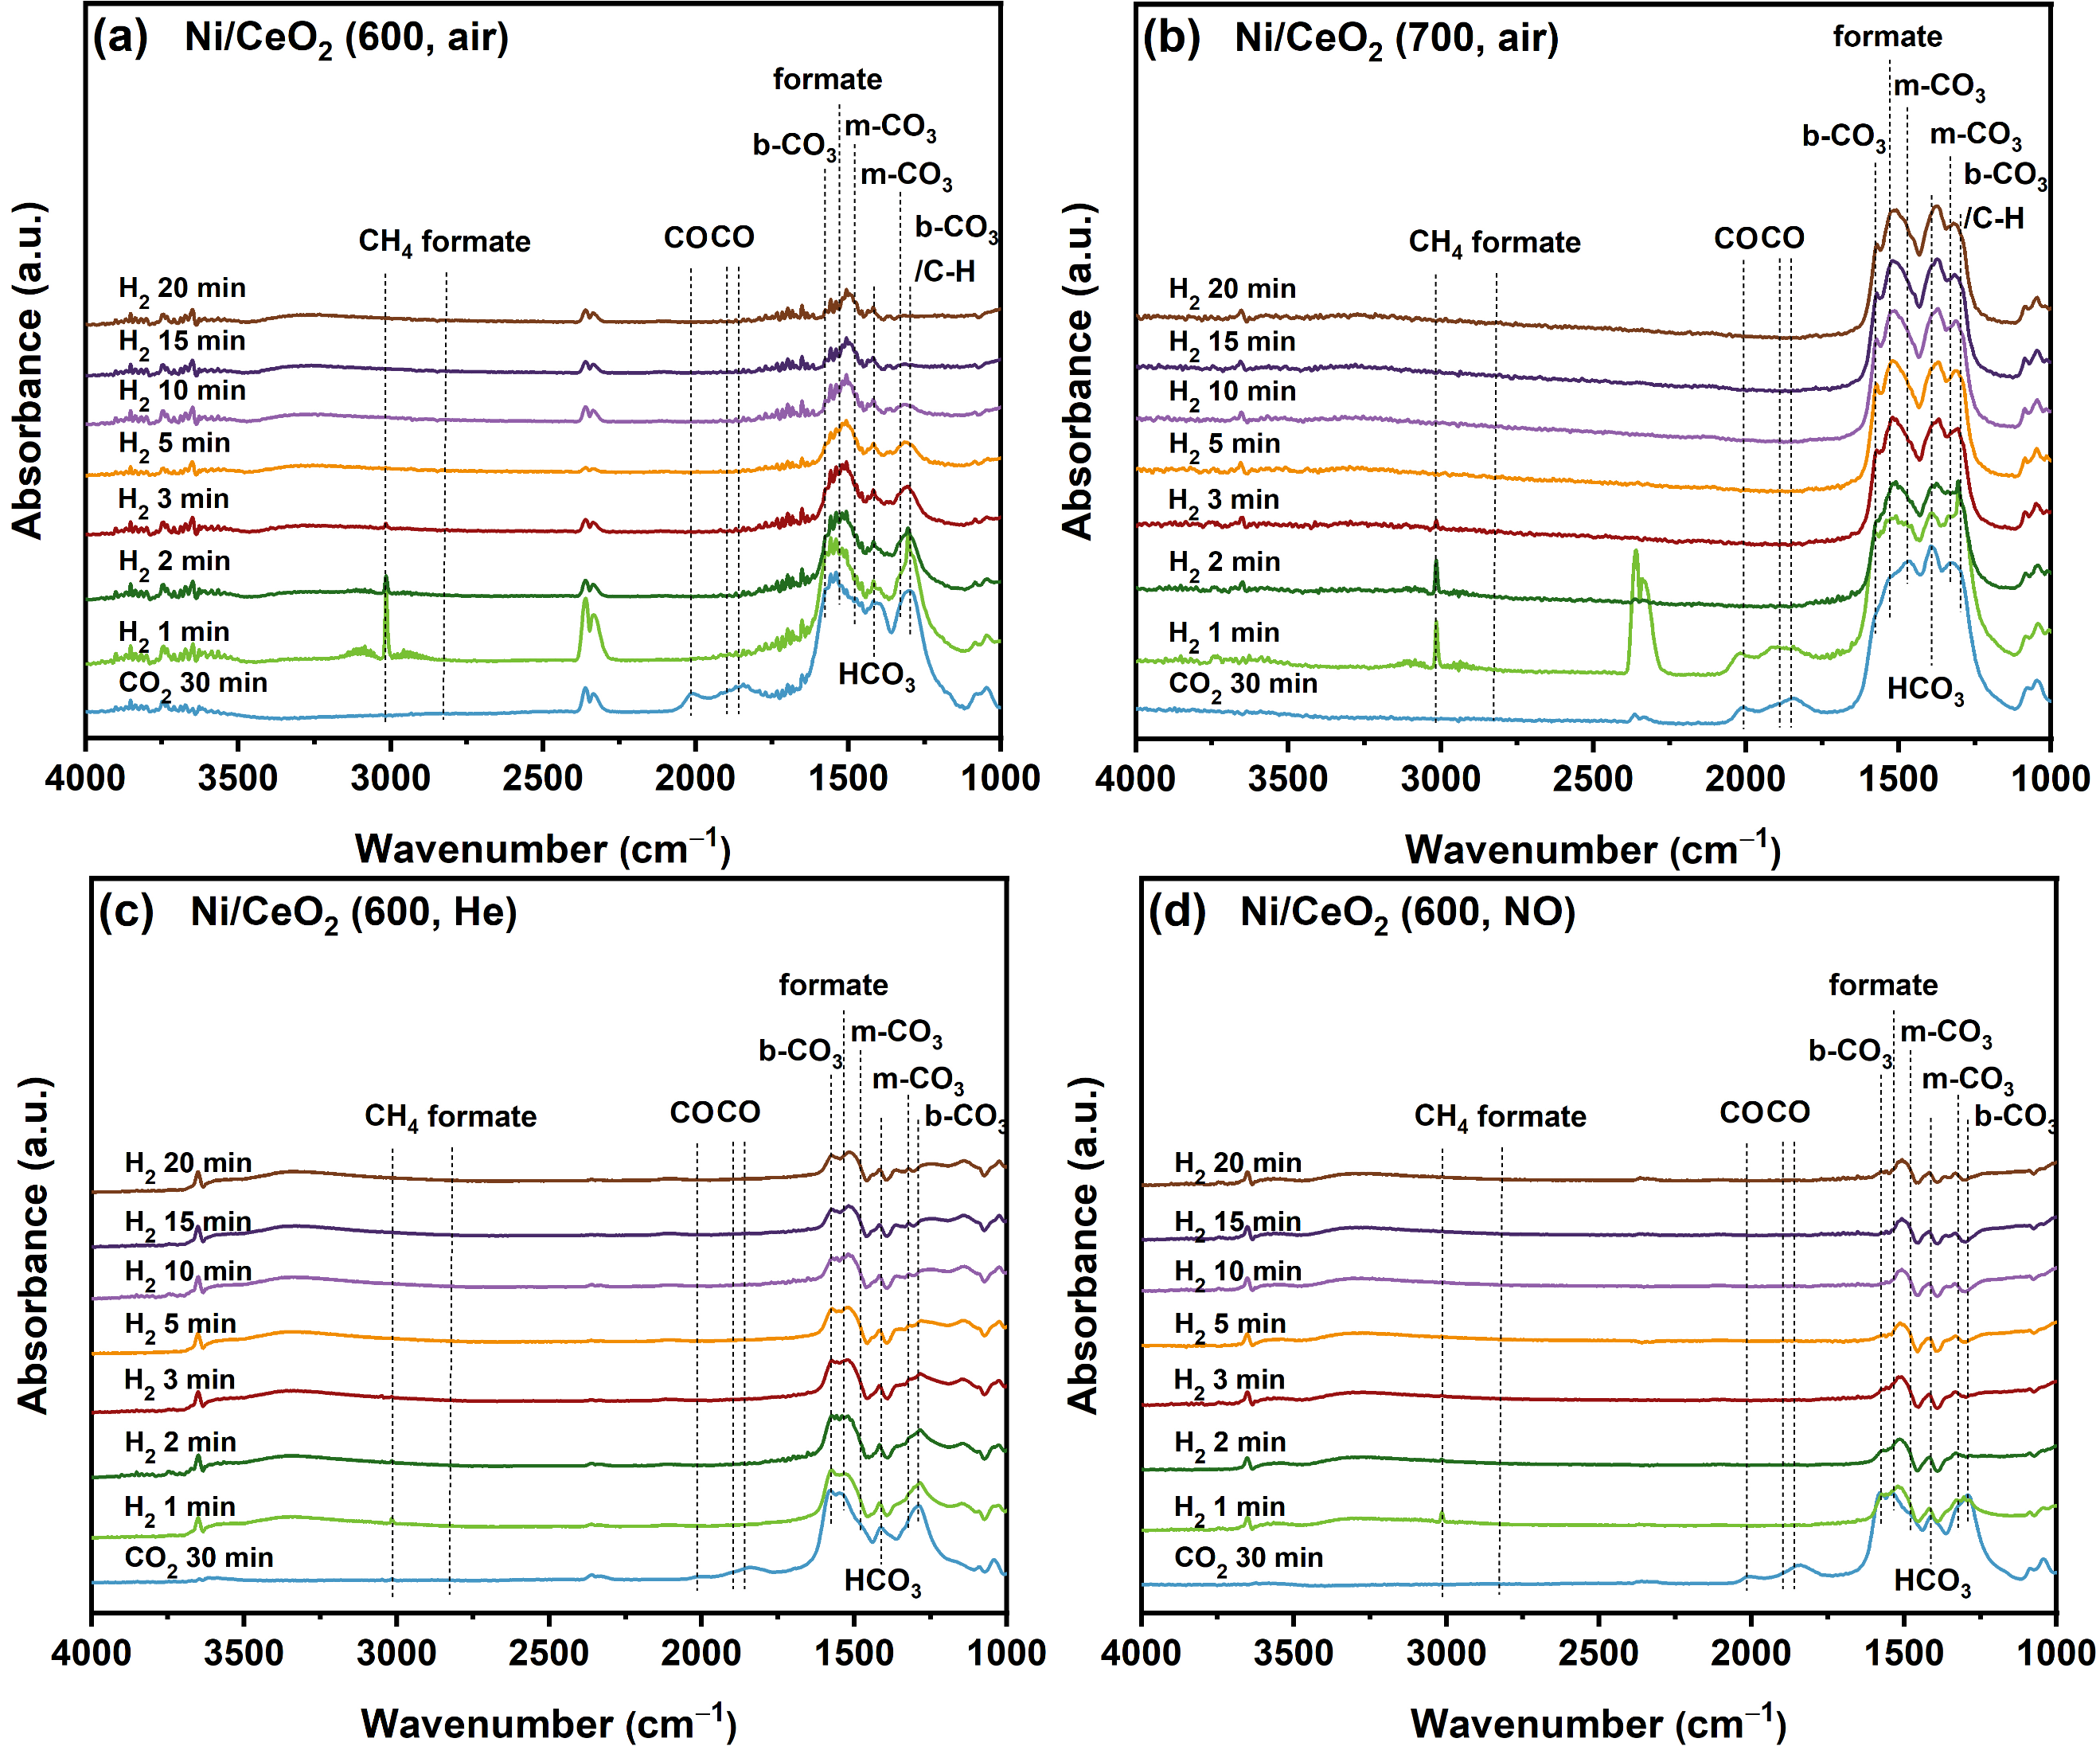 (a) Ni/CeO₂ (600, air)
formate
m-CO₃
b-CO₃
m-CO₃
b-CO₃
/C-H
CH₄ formate
CO CO
H₂ 20 min
H₂ 15 min
H₂ 10 min
H₂ 5 min
H₂ 3 min
H₂ 2 min
H₂ 1 min
CO₂ 30 min
HCO₃
Absorbance (a.u.)
4000 3500 3000 2500 2000 1500 1000
Wavenumber (cm⁻¹)
(b) Ni/CeO₂ (700, air)
formate
m-CO₃
b-CO₃
m-CO₃
b-CO₃
/C-H
CH₄ formate
CO CO
H₂ 20 min
H₂ 15 min
H₂ 10 min
H₂ 5 min
H₂ 3 min
H₂ 2 min
H₂ 1 min
CO₂ 30 min
HCO₃
Absorbance (a.u.)
4000 3500 3000 2500 2000 1500 1000
Wavenumber (cm⁻¹)
(c) Ni/CeO₂ (600, He)
formate
m-CO₃
b-CO₃
m-CO₃
b-CO₃
CH₄ formate
CO CO
H₂ 20 min
H₂ 15 min
H₂ 10 min
H₂ 5 min
H₂ 3 min
H₂ 2 min
H₂ 1 min
CO₂ 30 min
HCO₃
Absorbance (a.u.)
4000 3500 3000 2500 2000 1500 1000
Wavenumber (cm⁻¹)
(d) Ni/CeO₂ (600, NO)
formate
m-CO₃
b-CO₃
m-CO₃
b-CO₃
CH₄ formate
CO CO
H₂ 20 min
H₂ 15 min
H₂ 10 min
H₂ 5 min
H₂ 3 min
H₂ 2 min
H₂ 1 min
CO₂ 30 min
HCO₃
Absorbance (a.u.)
4000 3500 3000 2500 2000 1500 1000
Wavenumber (cm⁻¹)